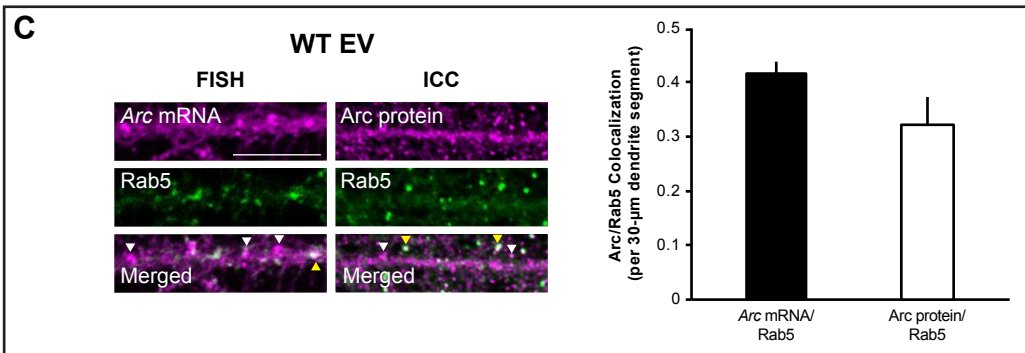 C
WT EV
FISH
ICC
Arc mRNA
Arc protein
Rab5
Rab5
Merged
Merged
Arc/Rab5 Colocalization
(per 30-μm dendrite segment)
0.5
0.4
0.3
0.2
0.1
0
Arc mRNA/
Rab5
Arc protein/
Rab5